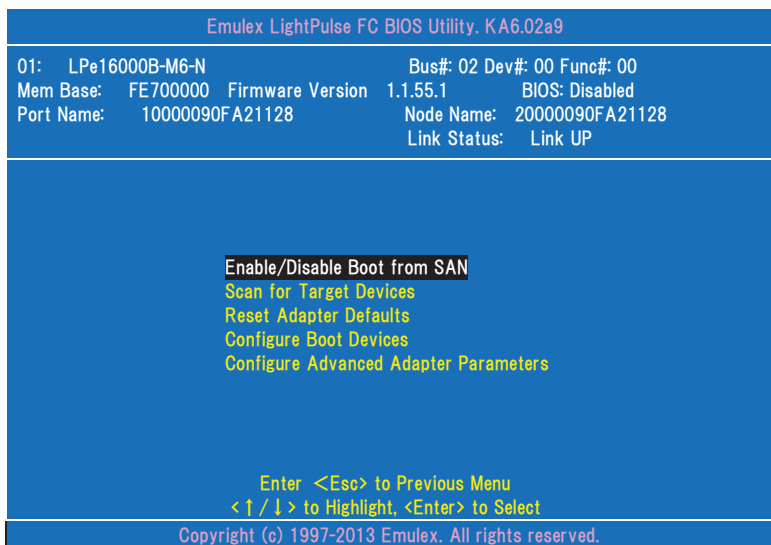 Emulex LightPulse FC BIOS Utility. KA6.02a9
01: LPe16000B-M6-N Bus#: 02 Dev#: 00 Func#: 00
Mem Base: FE700000 Firmware Version 1.1.55.1 BIOS: Disabled
Port Name: 10000090FA21128 Node Name: 20000090FA21128
Link Status: Link UP
Enable/Disable Boot from SAN
Scan for Target Devices
Reset Adapter Defaults
Configure Boot Devices
Configure Advanced Adapter Parameters
Enter <Esc> to Previous Menu
<↑/↓> to Highlight, <Enter> to Select
Copyright (c) 1997-2013 Emulex. All rights reserved.